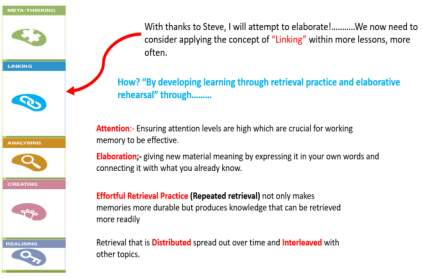 META-THINKING
LINKING
ANALYSING
CREATING
REALISING
With thanks to Steve, I will attempt to elaborate!...........We now need to
consider applying the concept of “Linking” within more lessons, more
often.
How? “By developing learning through retrieval practice and elaborative
rehearsal” through.........
Attention:- Ensuring attention levels are high which are crucial for working
memory to be effective.
Elaboration;- giving new material meaning by expressing it in your own words and
connecting it with what you already know.
Effortful Retrieval Practice (Repeated retrieval) not only makes
memories more durable but produces knowledge that can be retrieved
more readily
Retrieval that is Distributed spread out over time and Interleaved with
other topics.